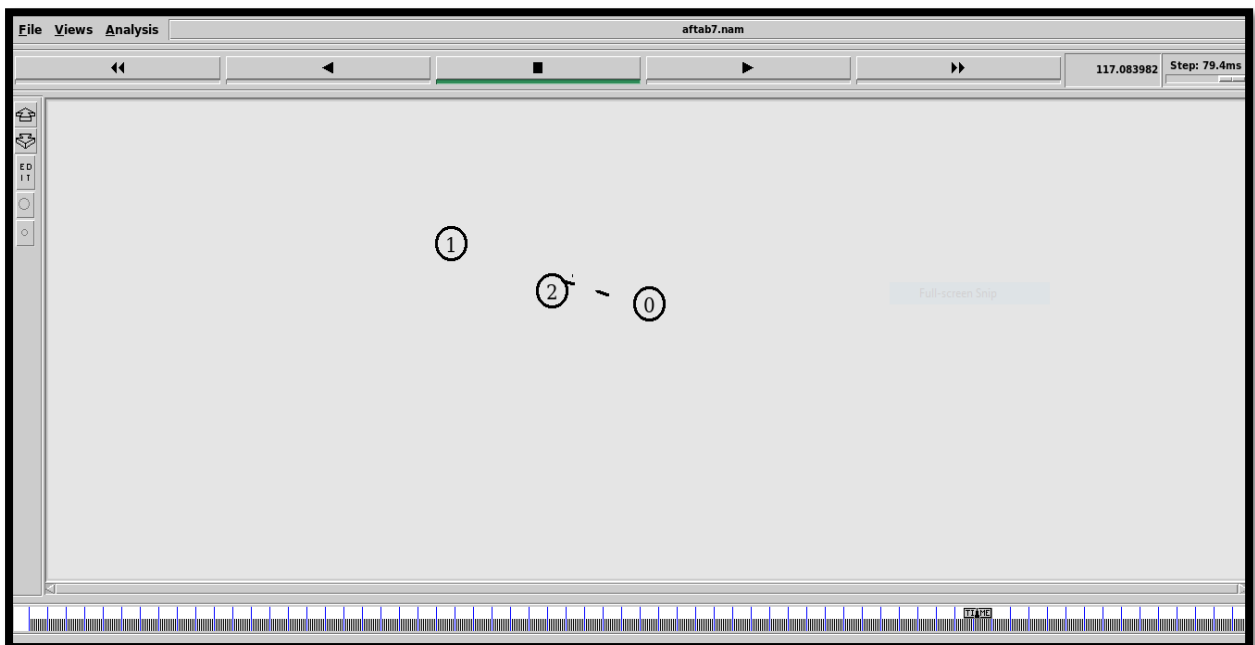 File Views Analysis aftab7.nam
117.083982 Step: 79.4ms
ED
IT
1
2
0
Full-screen Snip
TIME